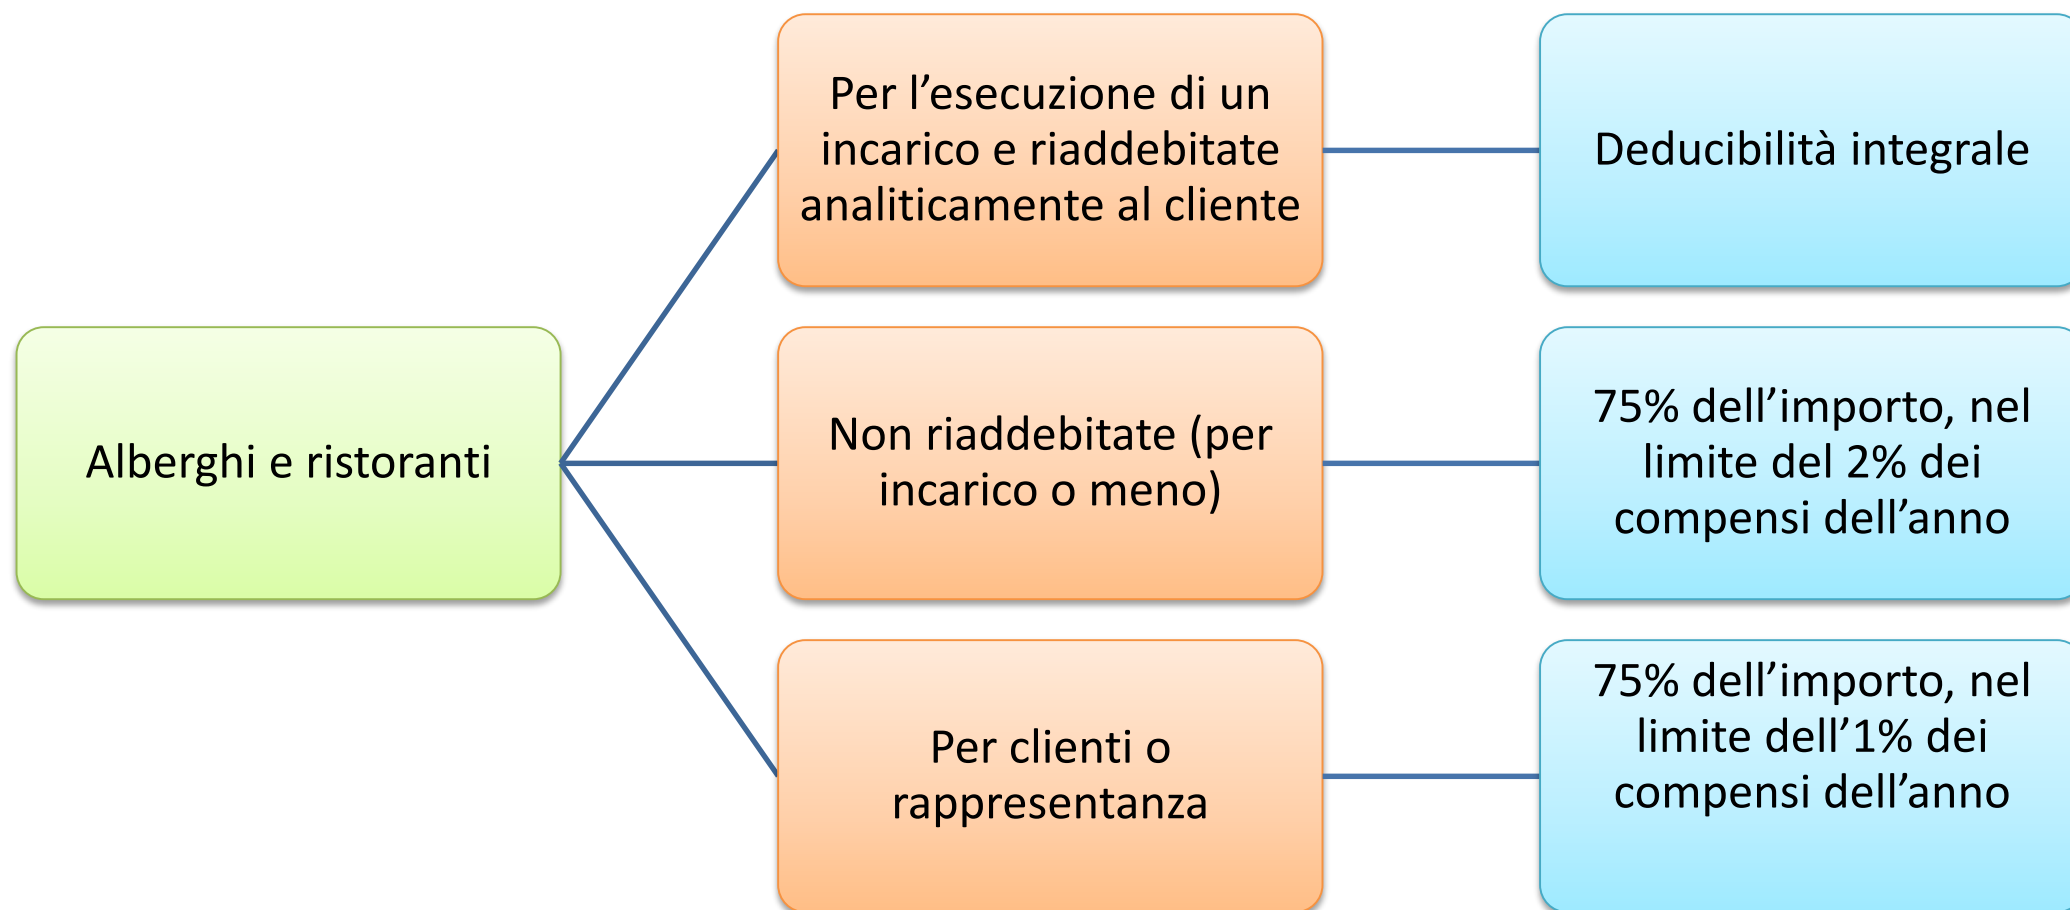 Per l’esecuzione di un
incarico e riaddebitate
analiticamente al cliente
Deducibilità integrale
Alberghi e ristoranti
Non riaddebitate (per
incarico o meno)
75% dell’importo, nel
limite del 2% dei
compensi dell’anno
Per clienti o
rappresentanza
75% dell’importo, nel
limite dell’1% dei
compensi dell’anno